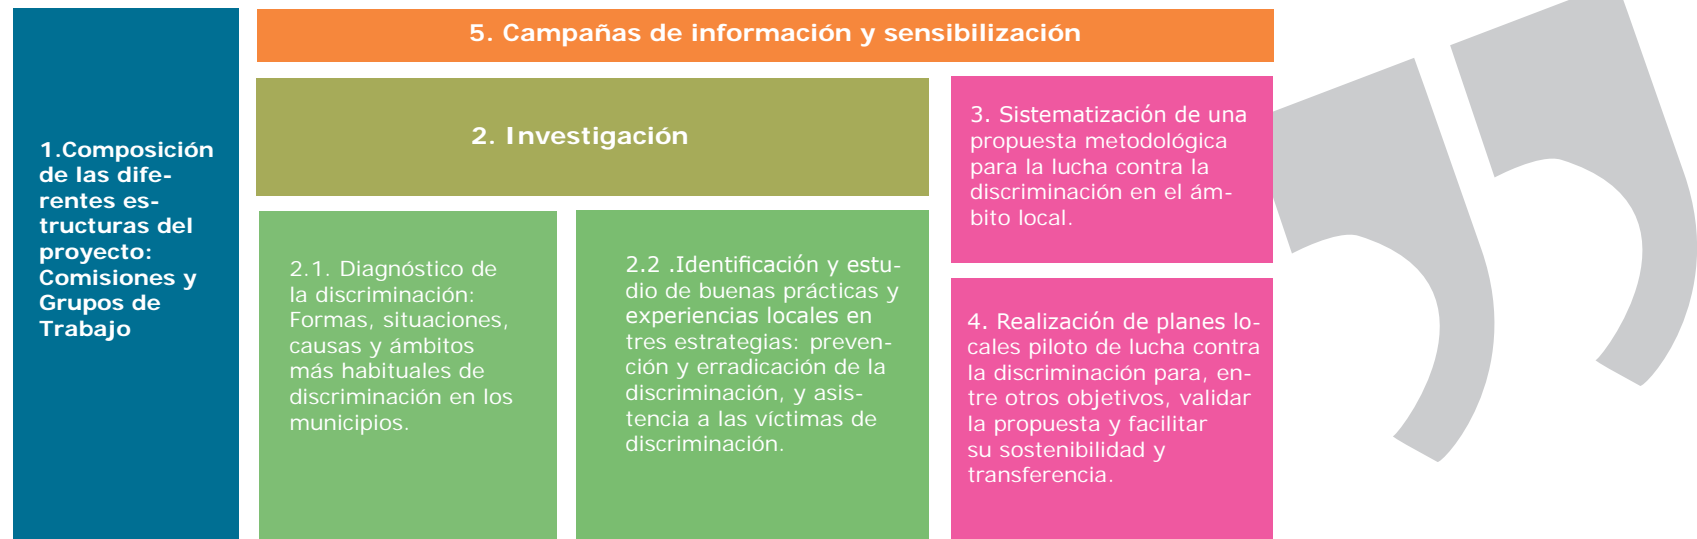 1.Composición
de las dife-
rentes es-
tructuras del
proyecto:
Comisiones y
Grupos de
Trabajo
5. Campañas de información y sensibilización
2. Investigación
2.1. Diagnóstico de
la discriminación:
Formas, situaciones,
causas y ámbitos
más habituales de
discriminación en los
municipios.
2.2 .Identificación y estu-
dio de buenas prácticas y
experiencias locales en
tres estrategias: preven-
ción y erradicación de la
discriminación, y asis-
tencia a las víctimas de
discriminación.
3. Sistematización de una
propuesta metodológica
para la lucha contra la
discriminación en el ám-
bito local.
4. Realización de planes lo-
cales piloto de lucha contra
la discriminación para, en-
tre otros objetivos, validar
la propuesta y facilitar
su sostenibilidad y
transferencia.